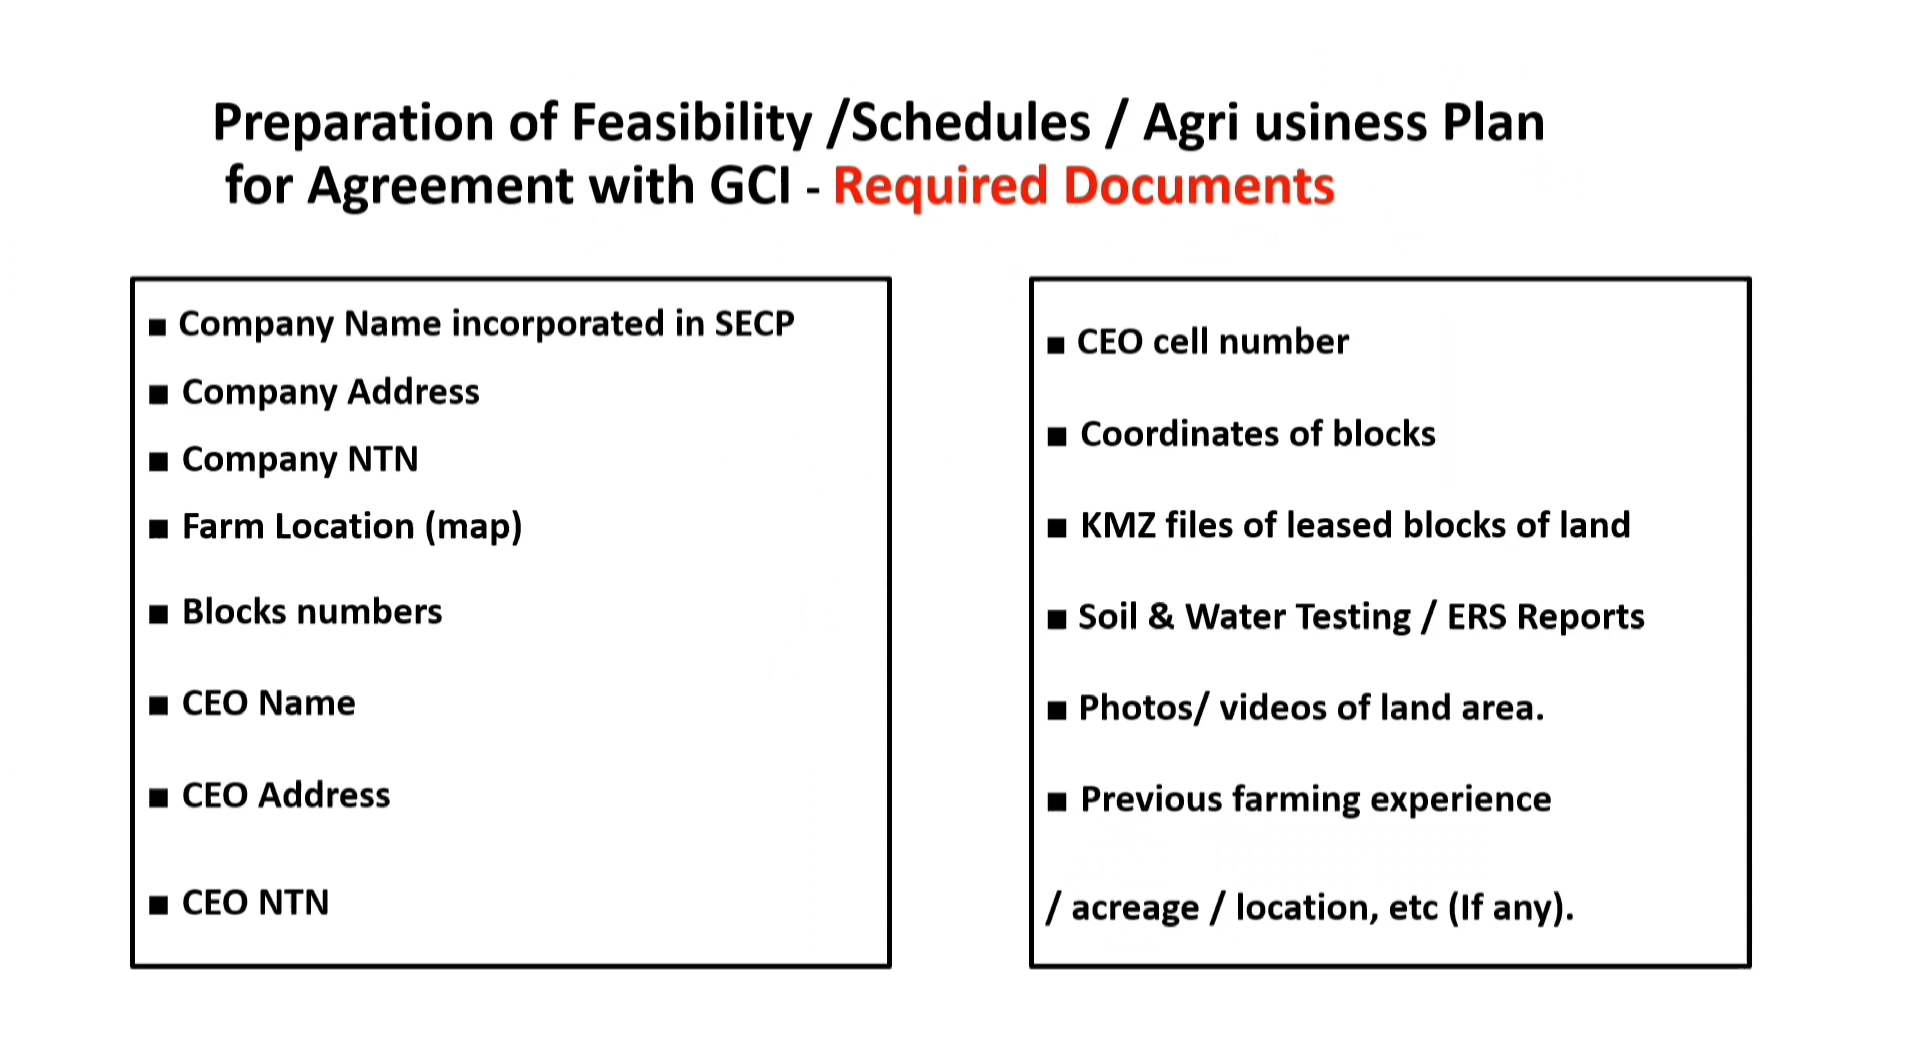 Preparation of Feasibility /Schedules / Agri usiness Plan
for Agreement with GCI - Required Documents
▪ Company Name incorporated in SECP
▪ Company Address
▪ Company NTN
▪ Farm Location (map)
▪ Blocks numbers
▪ CEO Name
▪ CEO Address
▪ CEO NTN
▪ CEO cell number
▪ Coordinates of blocks
▪ KMZ files of leased blocks of land
▪ Soil & Water Testing / ERS Reports
▪ Photos/ videos of land area.
▪ Previous farming experience
/ acreage / location, etc (If any).